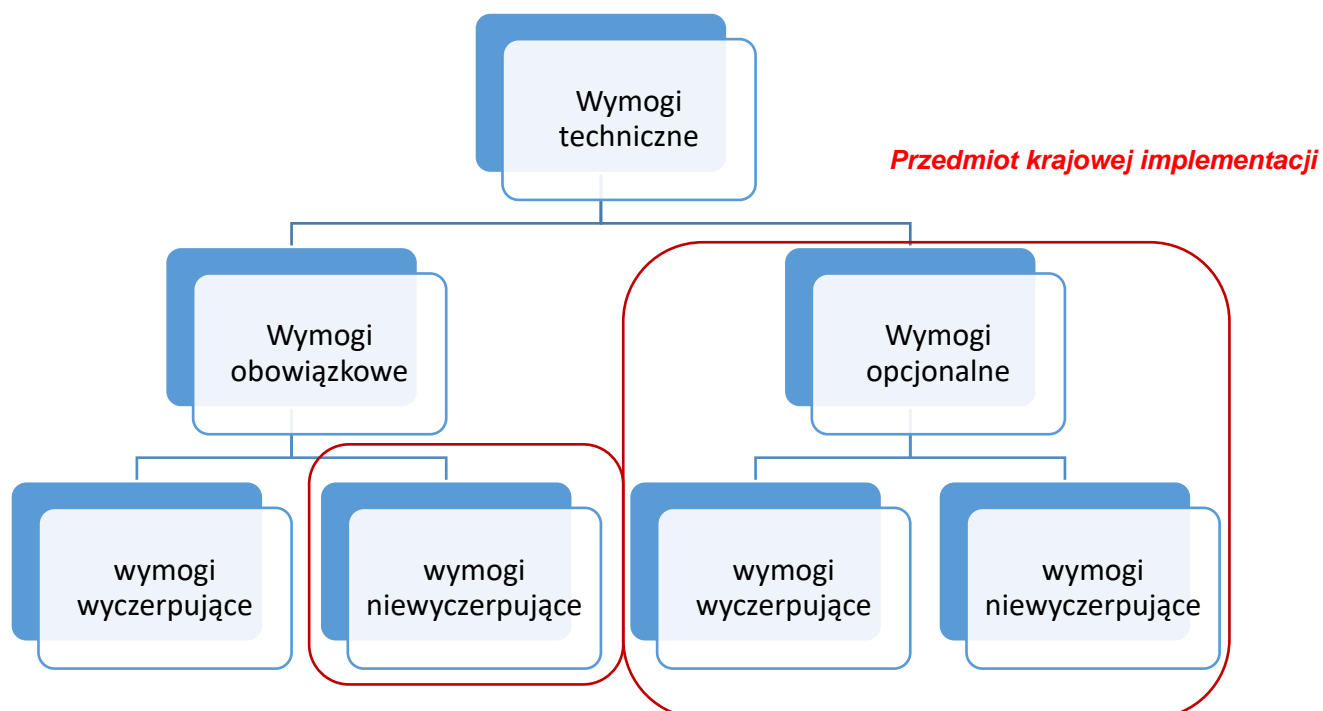 Wymogi
techniczne
Przedmiot krajowej implementacji
Wymogi
obowiązkowe
Wymogi
opcjonalne
wymogi
wyczerpujące
wymogi
niewyczerpujące
wymogi
wyczerpujące
wymogi
niewyczerpujące